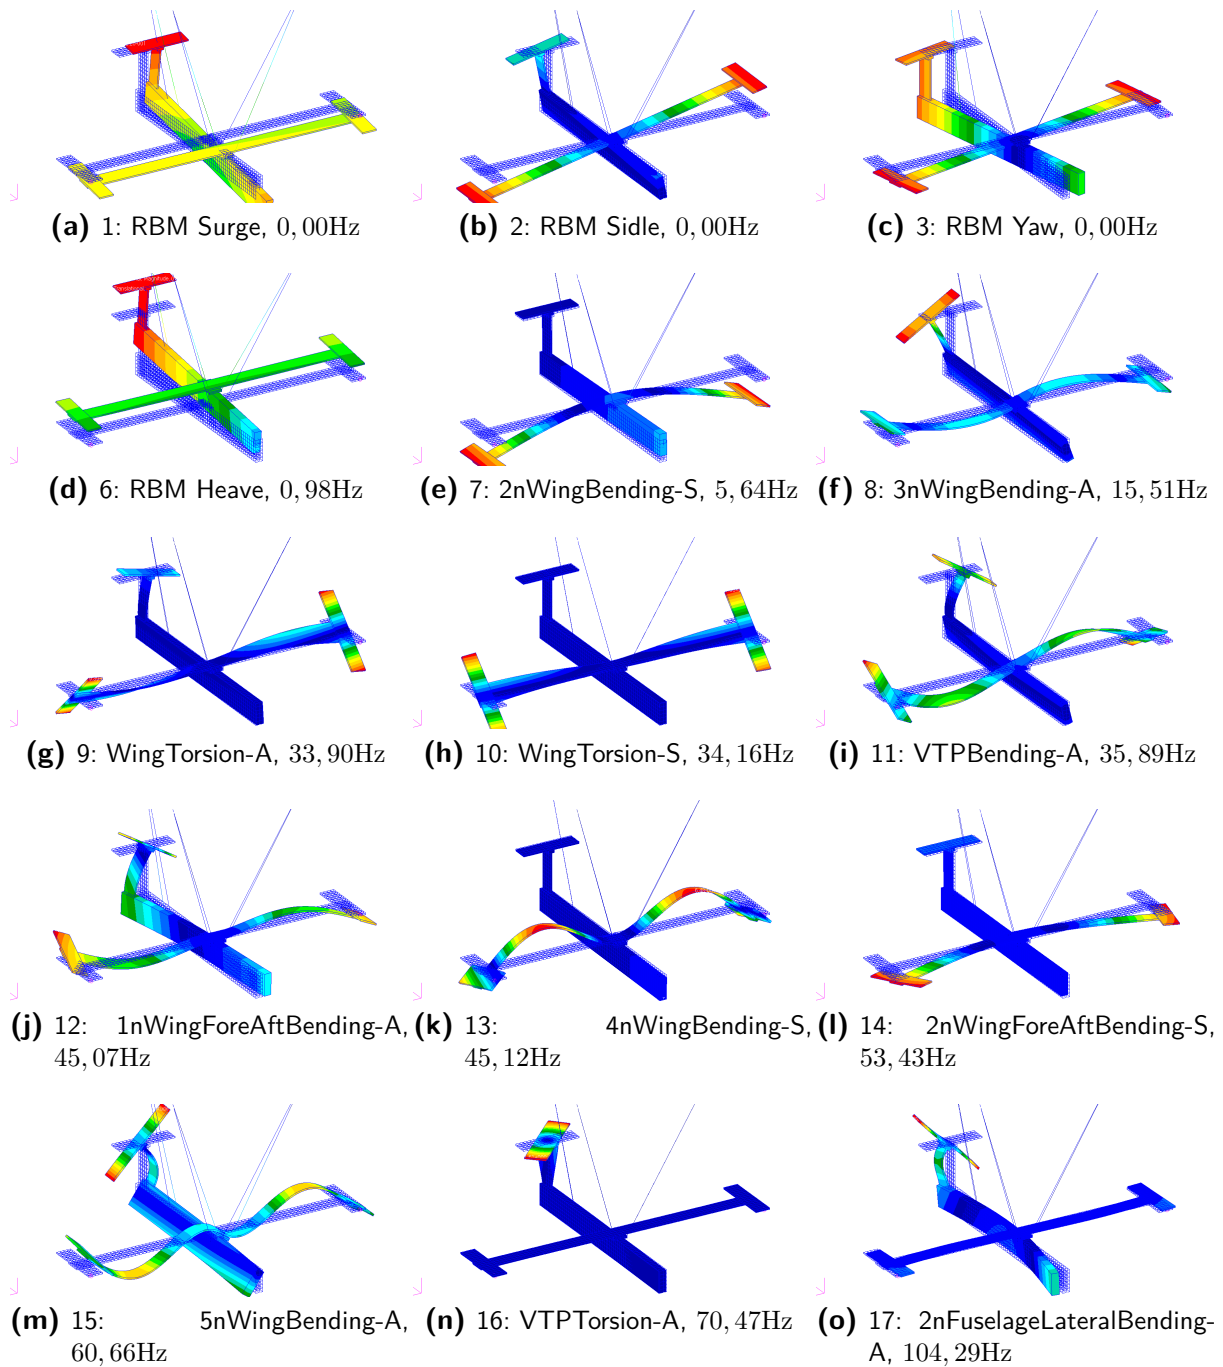 (a) 1: RBM Surge, 0,00Hz
(b) 2: RBM Sidle, 0,00Hz
(c) 3: RBM Yaw, 0,00Hz
(d) 6: RBM Heave, 0,98Hz
(e) 7: 2nWingBending-S, 5,64Hz
(f) 8: 3nWingBending-A, 15,51Hz
(g) 9: WingTorsion-A, 33,90Hz
(h) 10: WingTorsion-S, 34,16Hz
(i) 11: VTPBending-A, 35,89Hz
(j) 12: 1nWingForeAftBending-A,
45,07Hz
(k) 13: 4nWingBending-S,
45,12Hz
(l) 14: 2nWingForeAftBending-S,
53,43Hz
(m) 15: 5nWingBending-A,
60,66Hz
(n) 16: VTPTorsion-A, 70,47Hz
(o) 17: 2nFuselageLateralBending-
A, 104,29Hz